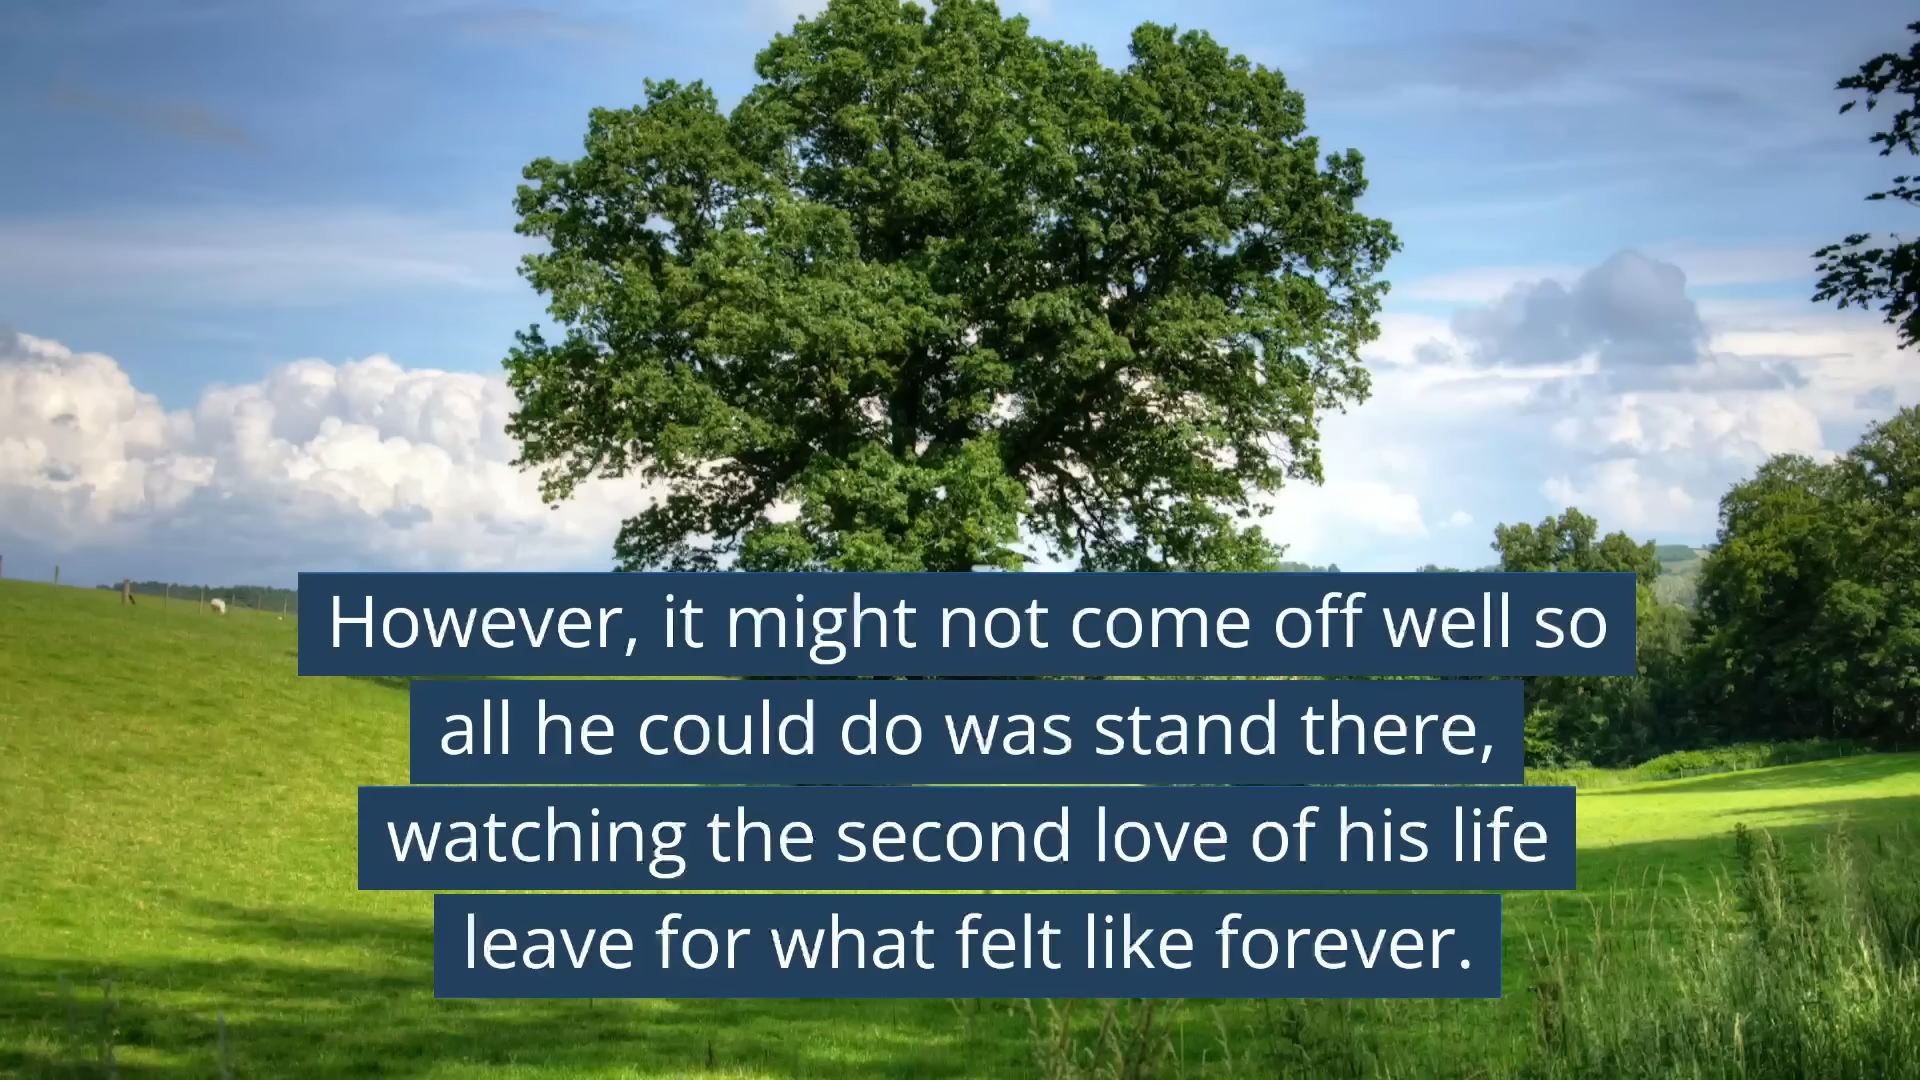 However, it might not come off well so
all he could do was stand there,
watching the second love of his life
leave for what felt like forever.